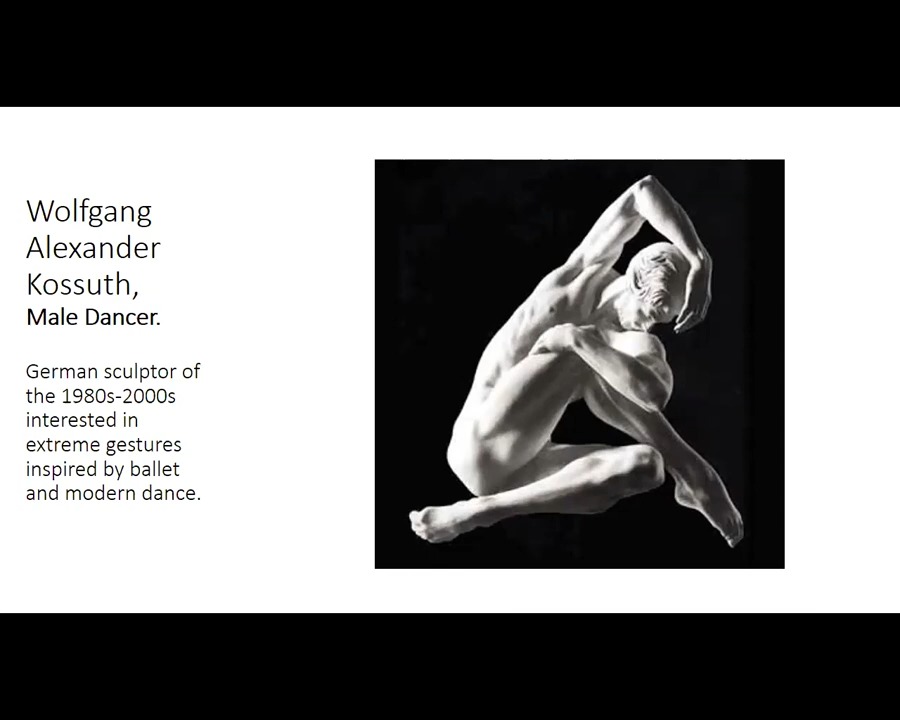 Wolfgang
Alexander
Kossuth,
Male Dancer.
German sculptor of
the 1980s-2000s
interested in
extreme gestures
inspired by ballet
and modern dance.